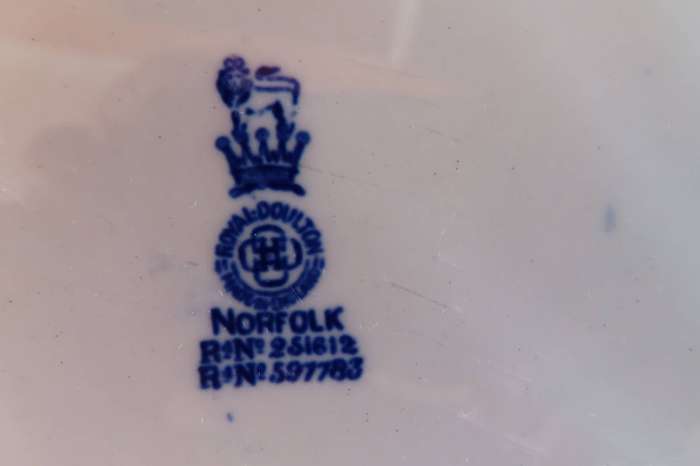 ROYAL·DOULTON
MADE IN ENGLAND
NORFOLK
Rd No 251612
Rd No 597783